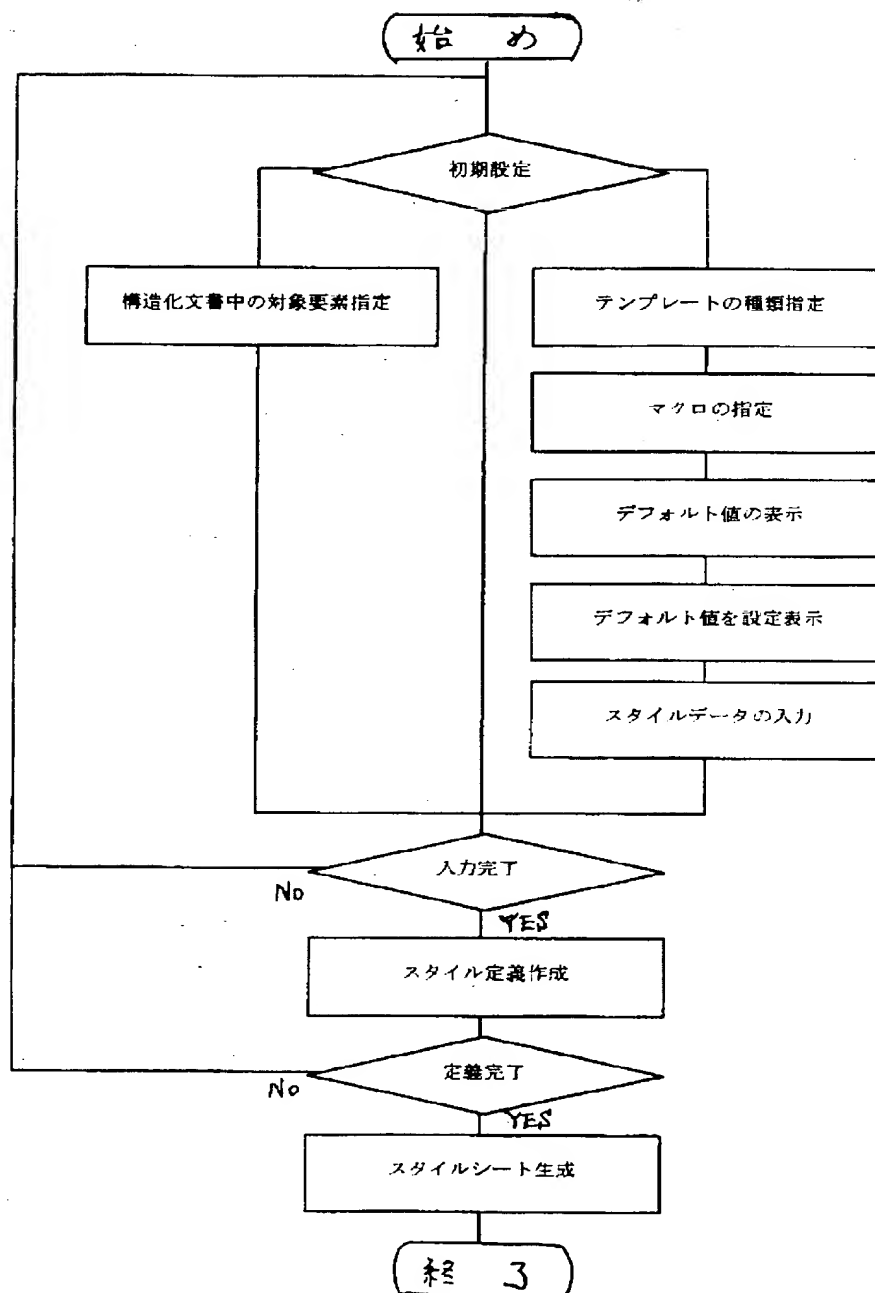 始 め
初期設定
構造化文書中の対象要素指定
テンプレートの種類指定
マクロの指定
デフォルト値の表示
デフォルト値を設定表示
スタイルデータの入力
入力完了
No
YES
スタイル定義作成
定義完了
No
YES
スタイルシート生成
終 了